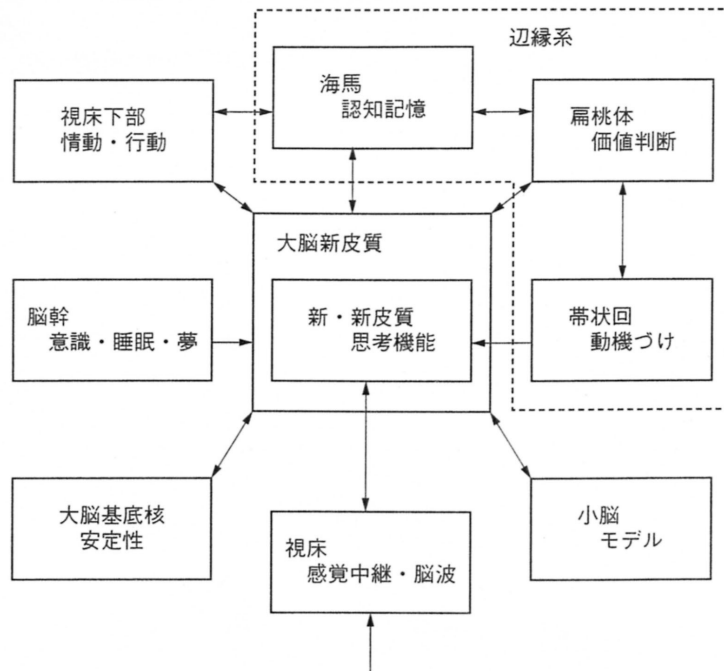 辺縁系
海馬
認知記憶
視床下部
情動・行動
扁桃体
価値判断
大脳新皮質
新・新皮質
思考機能
脳幹
意識・睡眠・夢
帯状回
動機づけ
大脳基底核
安定性
視床
感覚中継・脳波
小脳
モデル